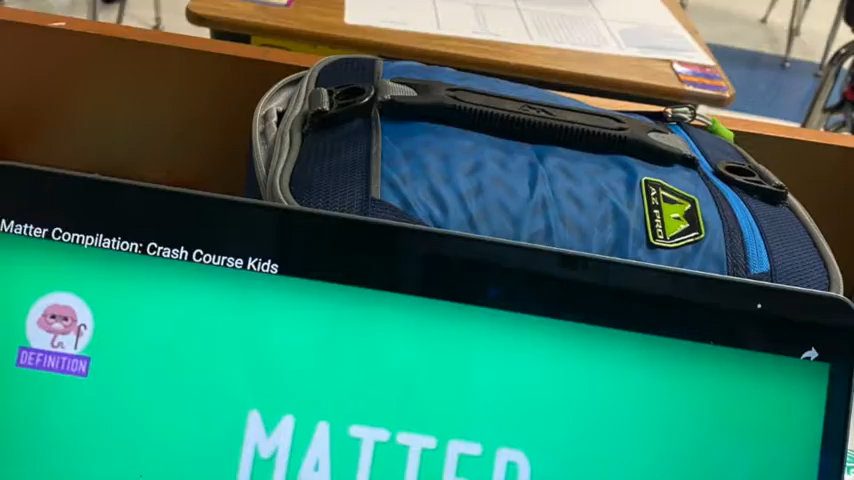 AZ PRO
Matter Compilation: Crash Course Kids
DEFINITION
MATTER